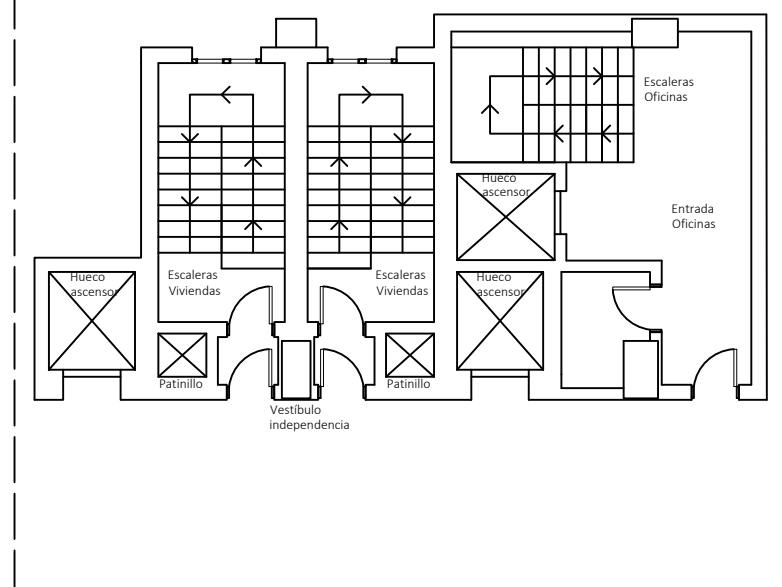 Escaleras
Oficinas
Hueco
ascensor
Entrada
Oficinas
Hueco
ascensor
Escaleras
Viviendas
Escaleras
Viviendas
Hueco
ascensor
Patinillo
Patinillo
Vestíbulo
independencia